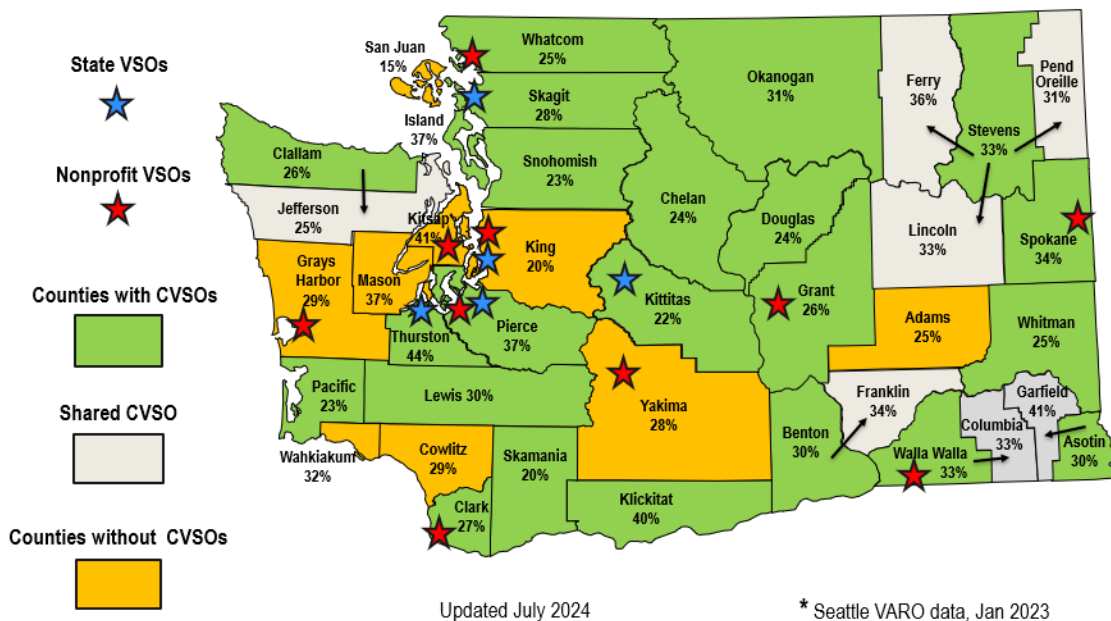 State VSOs
Nonprofit VSOs
Counties with CVSOs
Shared CVSO
Counties without CVSOs
San Juan
15%
Whatcom
25%
Skagit
28%
Island
37%
Snohomish
23%
Okanogan
31%
Ferry
36%
Stevens
33%
Pend
Oreille
31%
Clallam
26%
Jefferson
25%
Kitsap
41%
King
20%
Chelan
24%
Douglas
24%
Lincoln
33%
Spokane
34%
Grays
Harbor
29%
Mason
37%
Thurston
44%
Pierce
37%
Kittitas
22%
Grant
26%
Adams
25%
Whitman
25%
Pacific
23%
Lewis 30%
Yakima
28%
Benton
30%
Franklin
34%
Walla Walla
33%
Columbia
33%
Garfield
41%
Asotin
30%
Wahkiakum
32%
Cowlitz
29%
Skamania
20%
Clark
27%
Klickitat
40%
Updated July 2024
* Seattle VARO data, Jan 2023